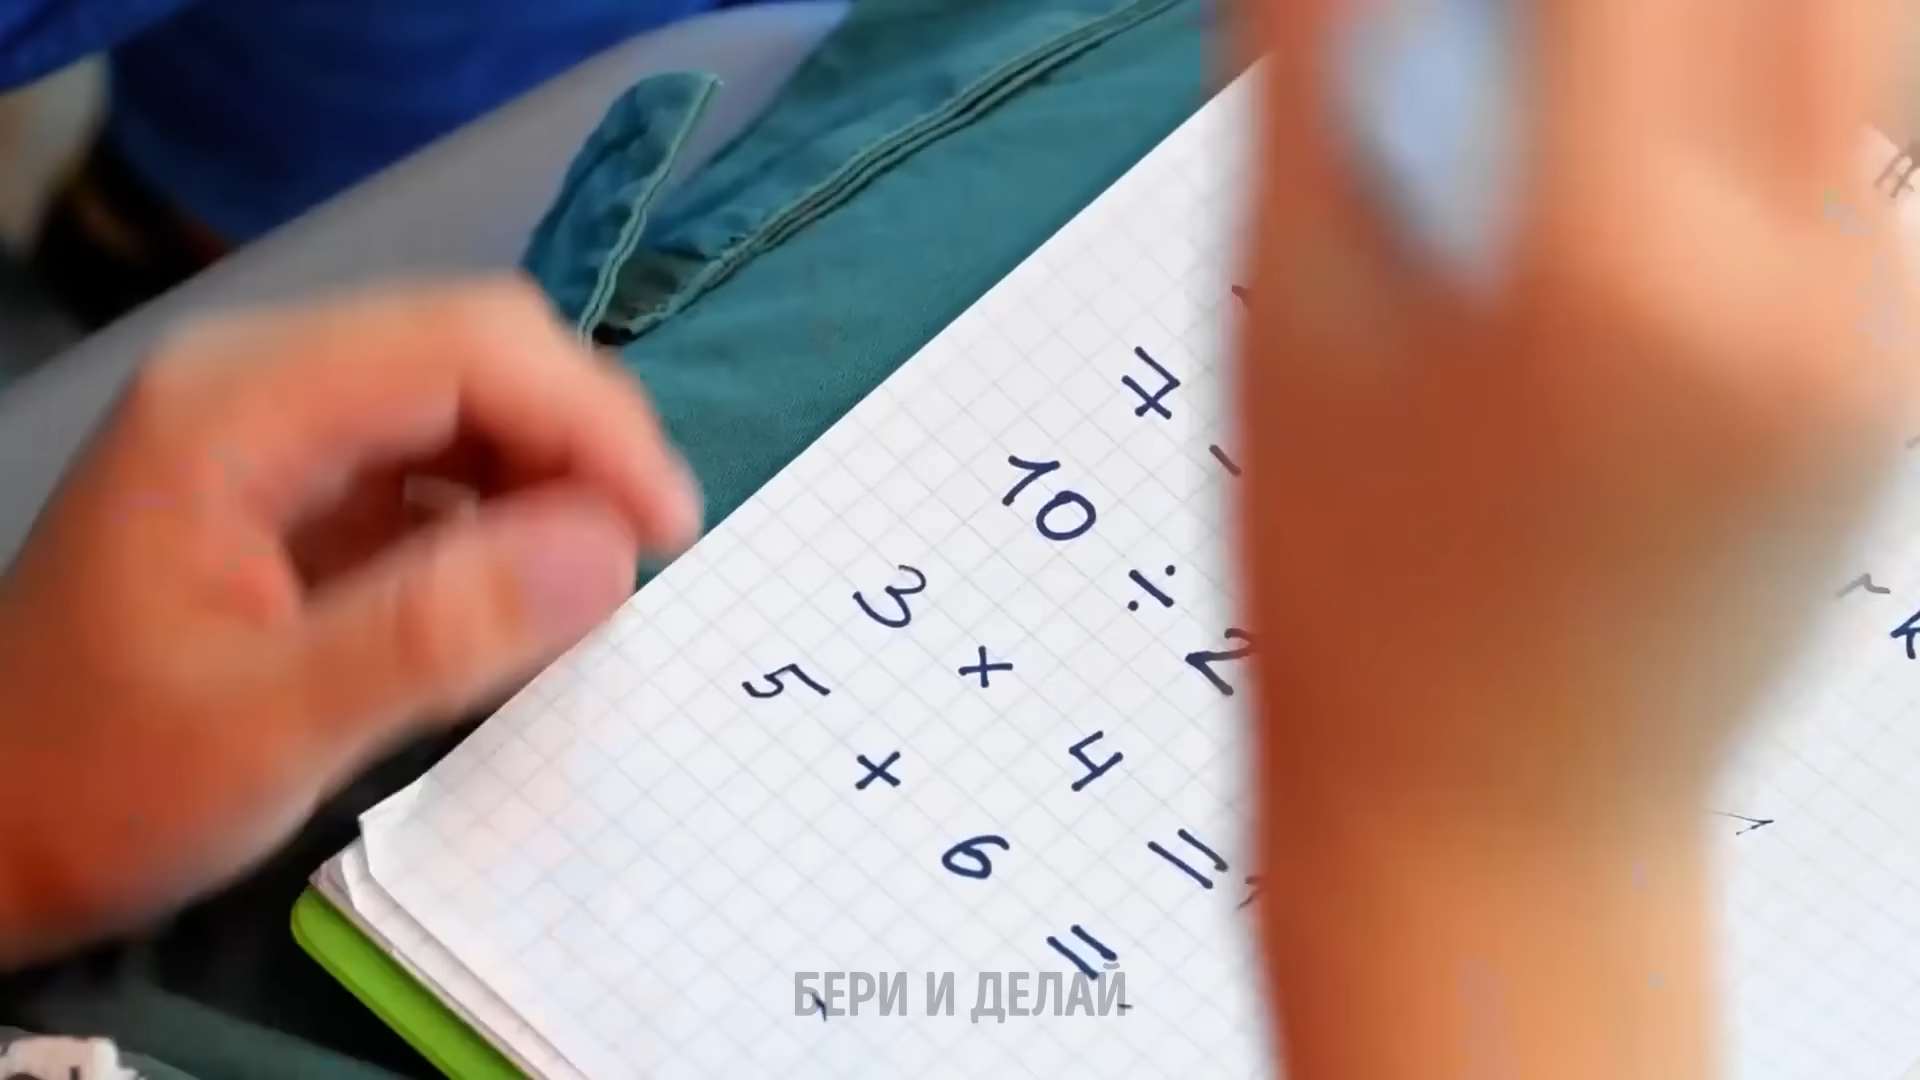 7 -
10 ÷ 2
3 × 4 =
5 × 6 =
БЕРИ И ДЕЛАЙ